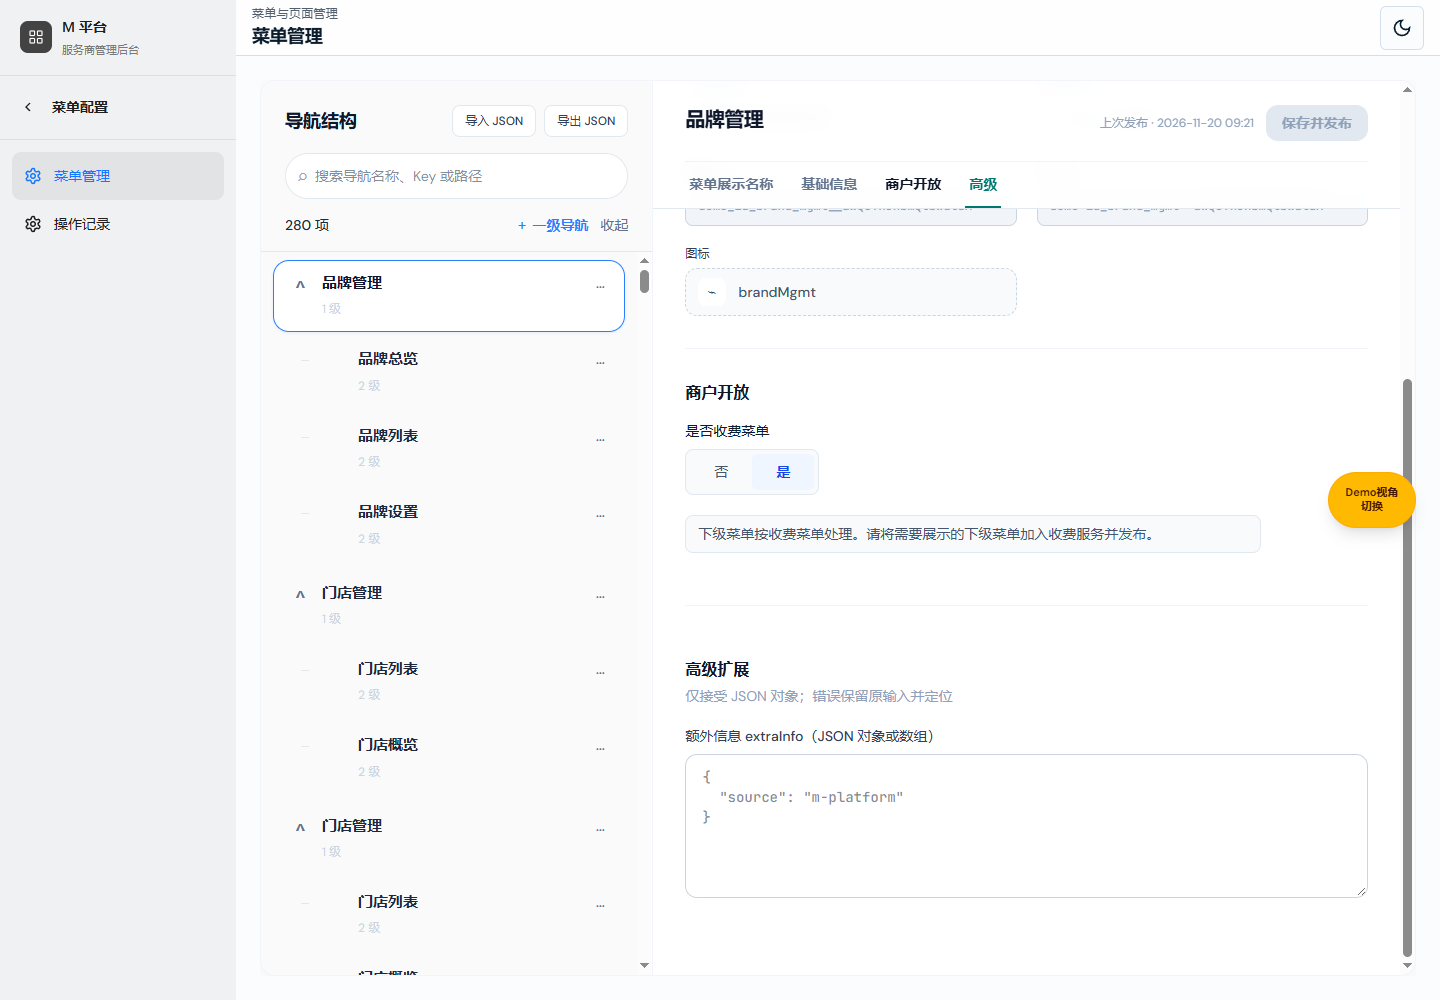 M 平台
服务商管理后台
菜单配置
菜单管理
操作记录
菜单与页面管理
菜单管理
导航结构
导入 JSON
导出 JSON
搜索导航名称、Key 或路径
280 项
+ 一级导航
收起
品牌管理
...
1 级
品牌总览
...
2 级
品牌列表
...
2 级
品牌设置
...
2 级
门店管理
...
1 级
门店列表
...
2 级
门店概览
...
2 级
门店管理
...
1 级
门店列表
...
2 级
门店概览
品牌管理
上次发布 · 2026-11-20 09:21
保存并发布
菜单展示名称
基础信息
商户开放
高级
图标
brandMgmt
商户开放
是否收费菜单
否
是
下级菜单按收费菜单处理。请将需要展示的下级菜单加入收费服务并发布。
Demo视角
切换
高级扩展
仅接受 JSON 对象；错误保留原输入并定位
额外信息 extraInfo（JSON 对象或数组）
{
"source": "m-platform"
}